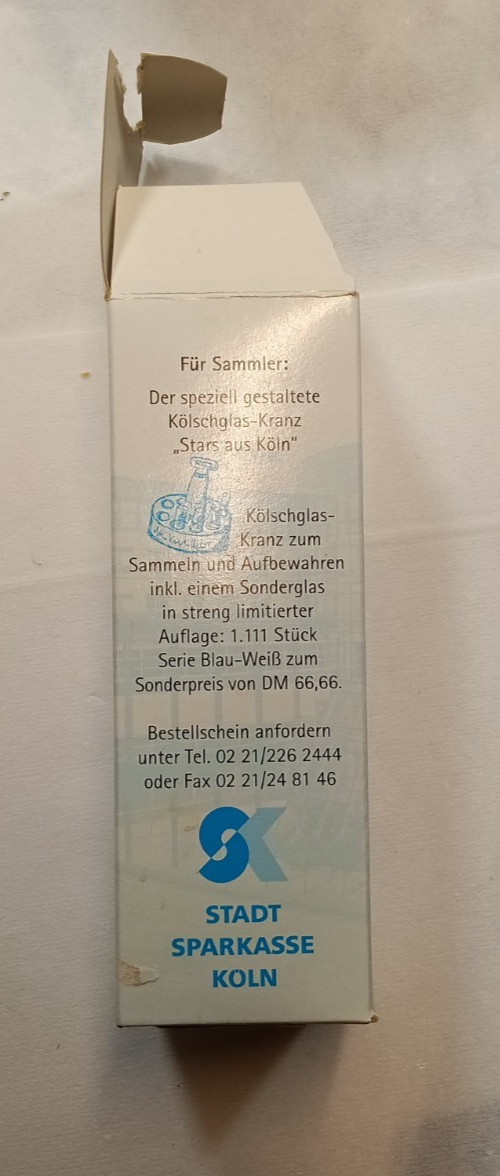 Für Sammler:
Der speziell gestaltete
Kölschglas-Kranz
„Stars aus Köln"
Kölschglas-
Kranz zum
Sammeln und Aufbewahren
inkl. einem Sonderglas
in streng limitierter
Auflage: 1.111 Stück
Serie Blau-Weiß zum
Sonderpreis von DM 66,66.
Bestellschein anfordern
unter Tel. 02 21/226 2444
oder Fax 02 21/24 81 46
SK
STADT
SPARKASSE
KÖLN